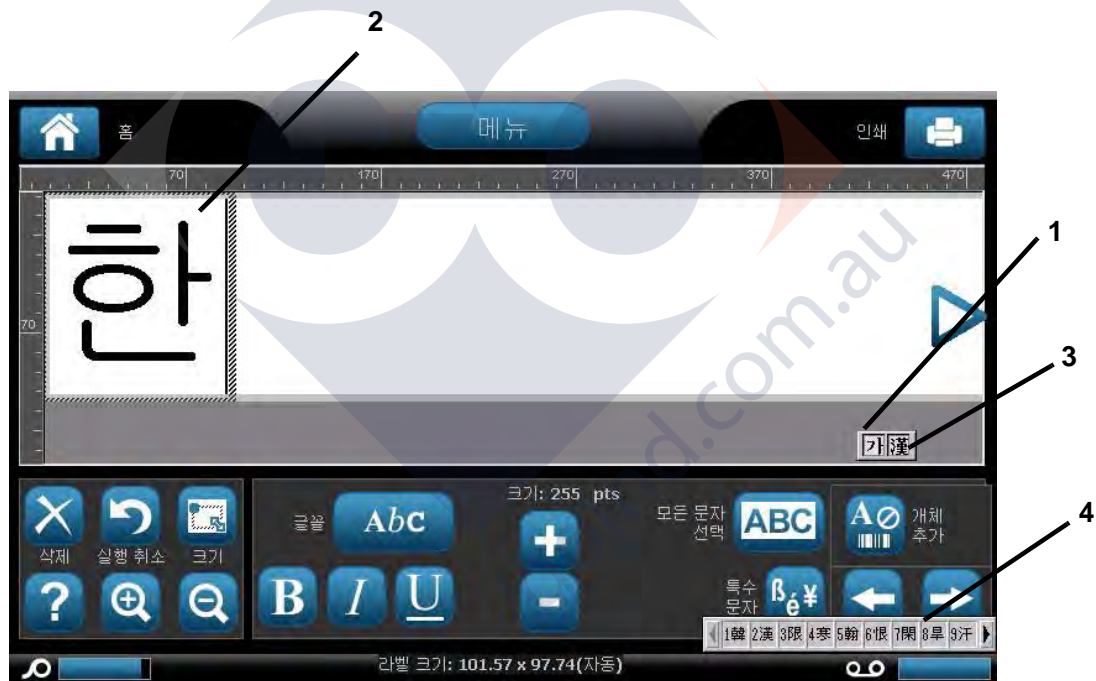 2
홈
메뉴
인쇄
70 170 270 370 470
한
1
70
3
가漢
크기: 255 pts
글꼴
AbC
모든 문자
선택
ABC
A
개체
추가
4
삭제
실행 취소
크기
?
B I U
특수
문자
ßé¥
1韓 2漢 3限 4寒 5翰 6恨 7閑 8旱 9汗
라벨 크기: 101.57 x 97.74(자동)
d.com.au